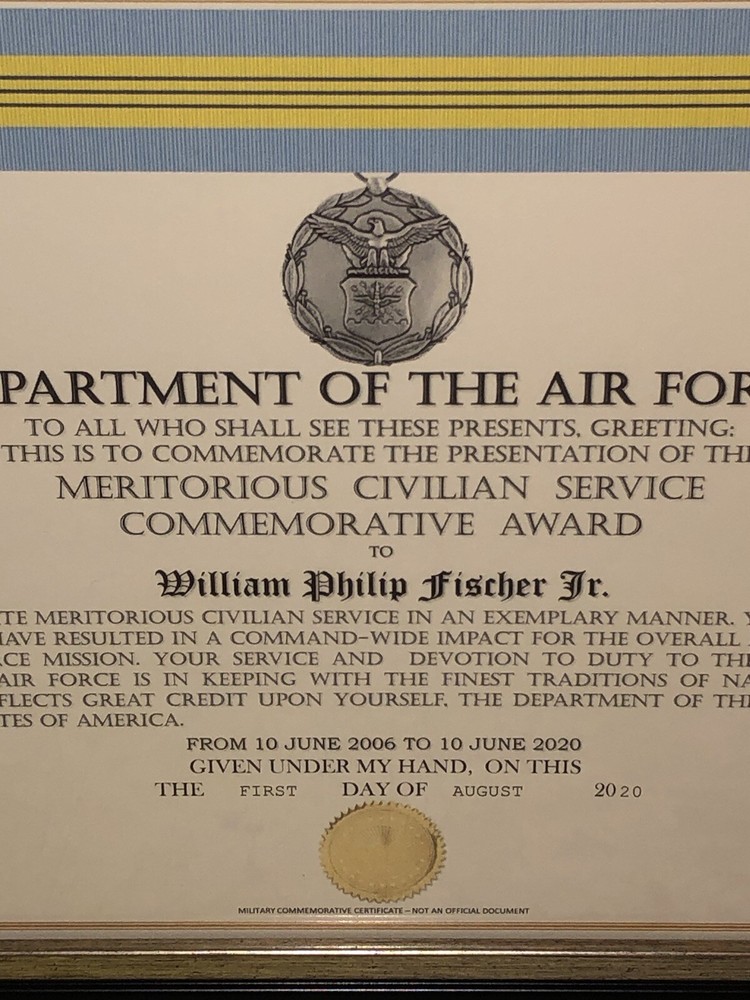 PARTMENT OF THE AIR FOR
TO ALL WHO SHALL SEE THESE PRESENTS, GREETING:
THIS IS TO COMMEMORATE THE PRESENTATION OF THE
MERITORIOUS CIVILIAN SERVICE
COMMEMORATIVE AWARD
TO
William Philip Fischer Jr.
TE MERITORIOUS CIVILIAN SERVICE IN AN EXEMPLARY MANNER. Y
HAVE RESULTED IN A COMMAND-WIDE IMPACT FOR THE OVERALL
RCE MISSION. YOUR SERVICE AND DEVOTION TO DUTY TO THE
AIR FORCE IS IN KEEPING WITH THE FINEST TRADITIONS OF NA
FLECTS GREAT CREDIT UPON YOURSELF, THE DEPARTMENT OF THE
TES OF AMERICA.
FROM 10 JUNE 2006 TO 10 JUNE 2020
GIVEN UNDER MY HAND, ON THIS
THE FIRST DAY OF AUGUST 2020
MILITARY COMMEMORATIVE CERTIFICATE – NOT AN OFFICIAL DOCUMENT